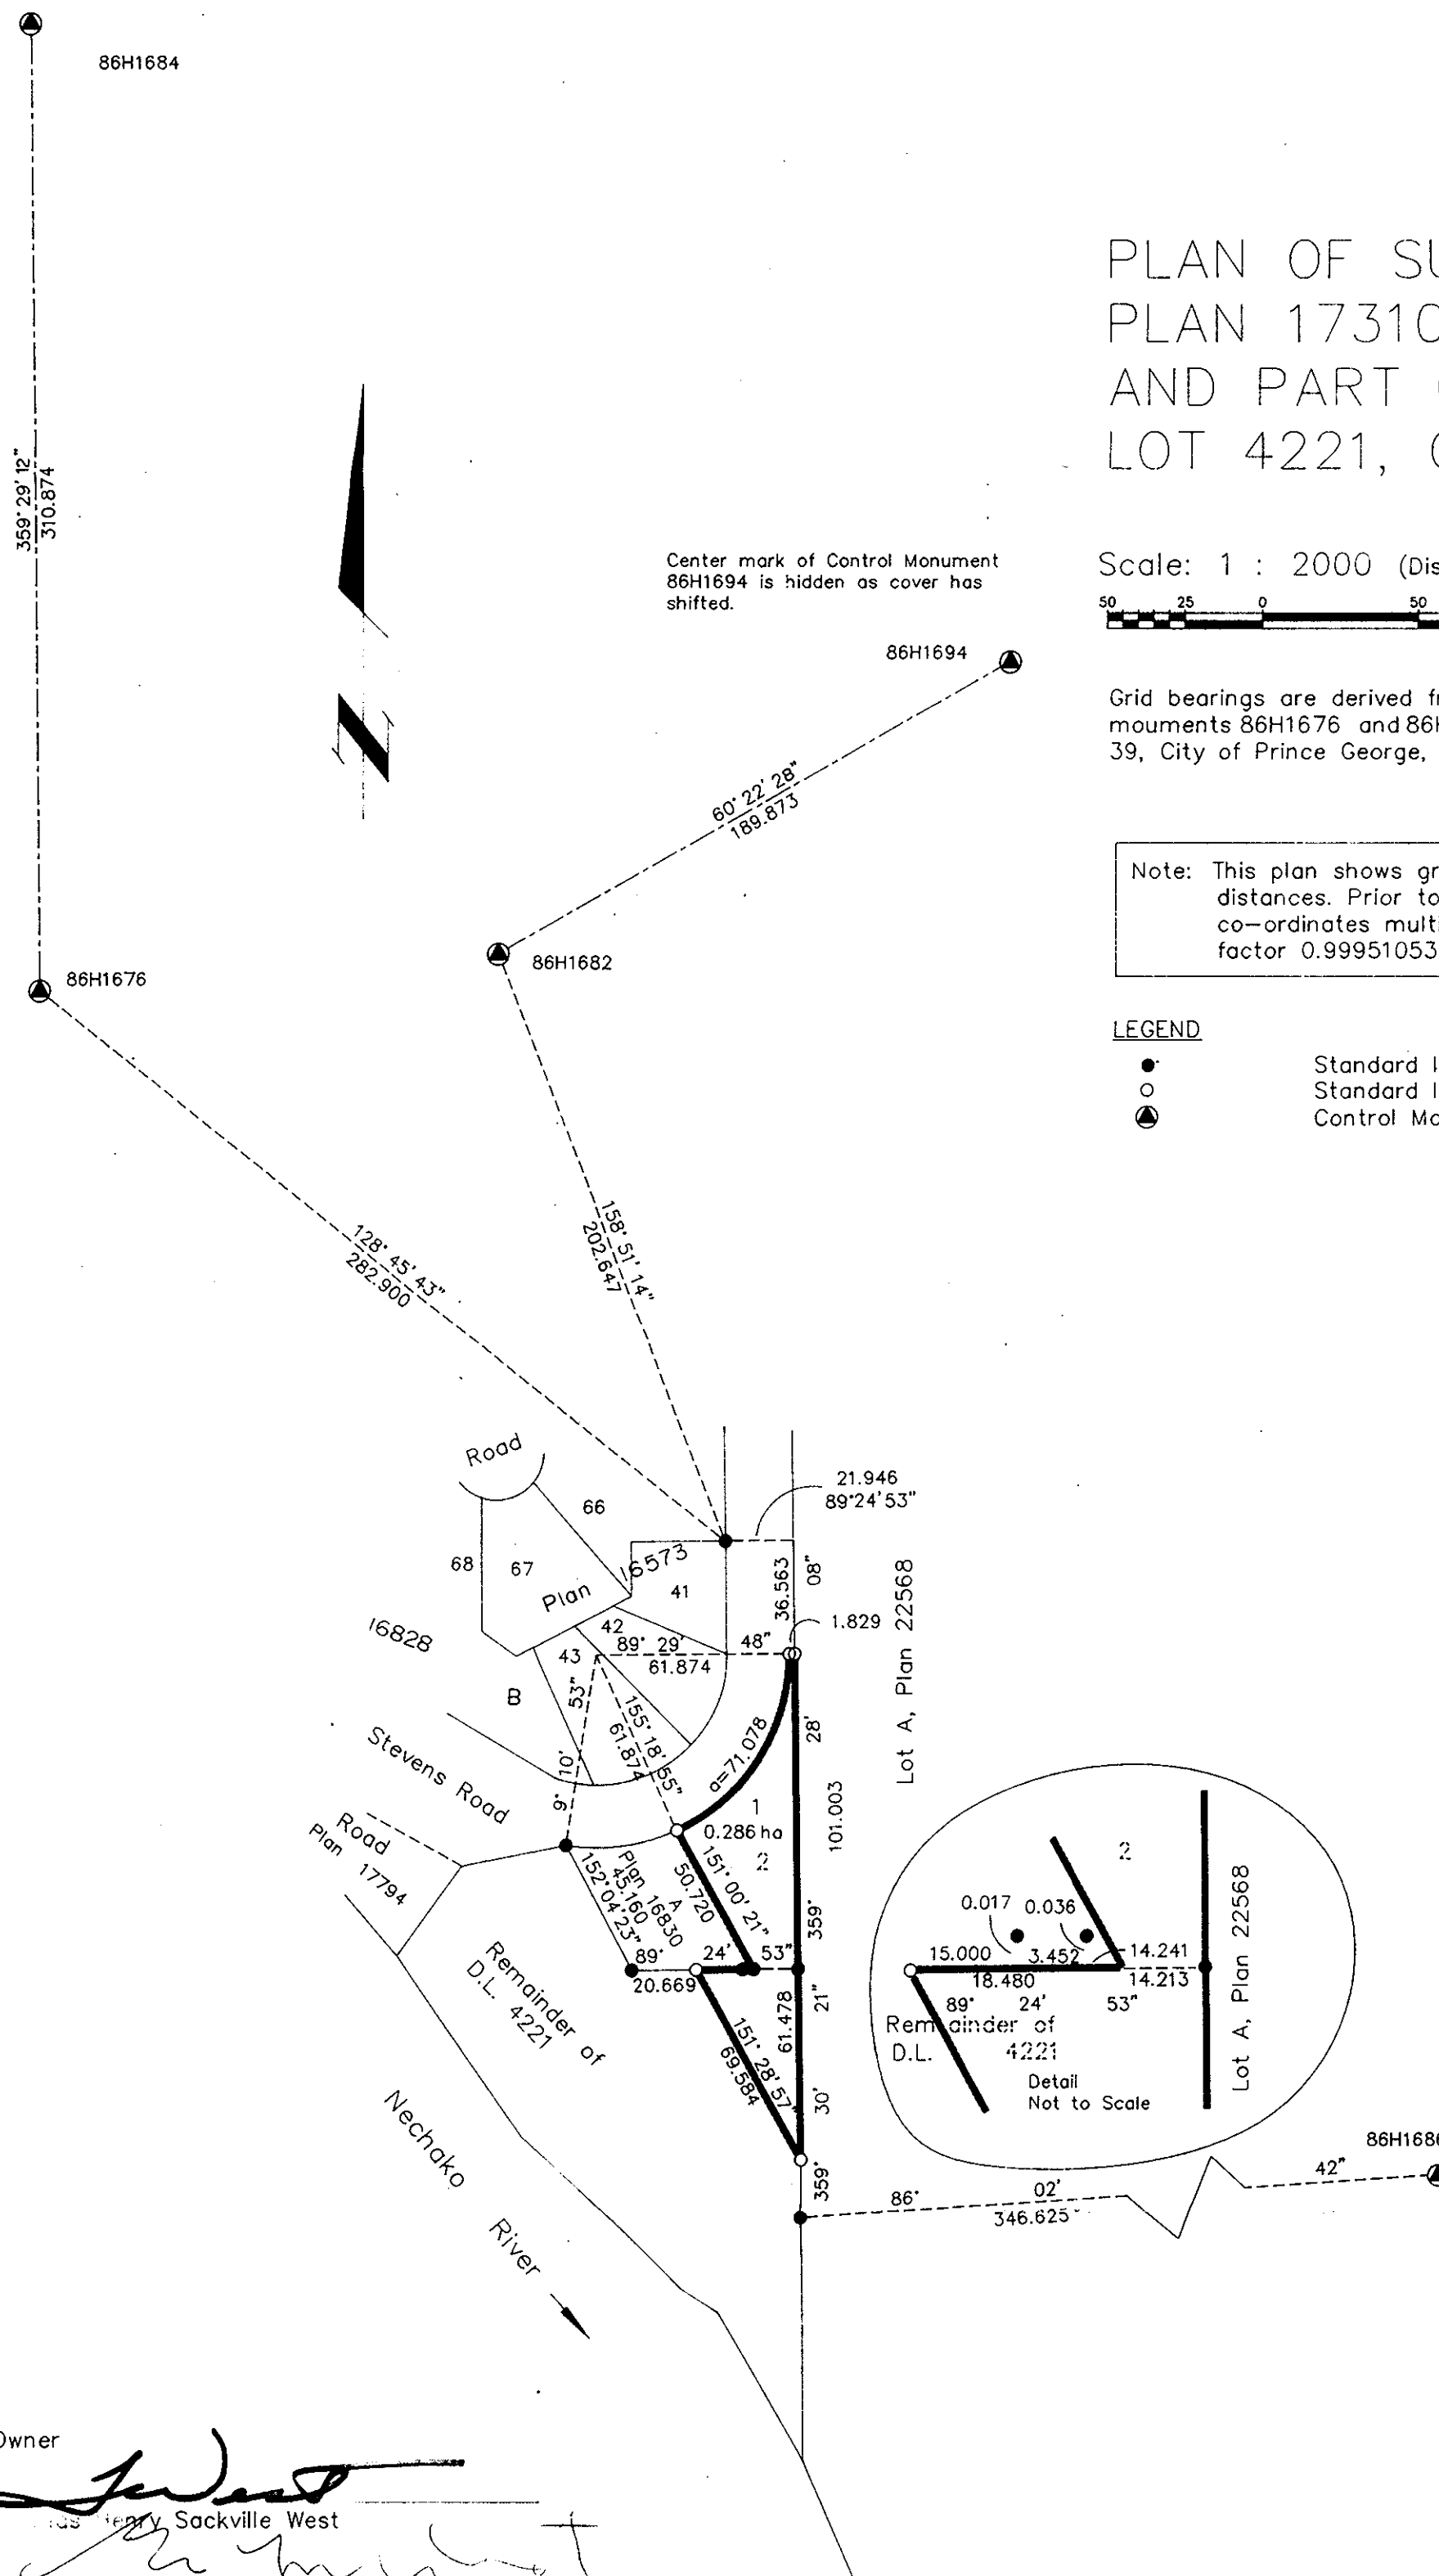 86H1684
PLAN OF SU
PLAN 17310
AND PART
LOT 4221,
359° 29' 12"
310.874
Center mark of Control Monument
86H1694 is hidden as cover has
shifted.
Scale: 1 : 2000 (Dis
50 25 0 50
86H1694
Grid bearings are derived f
mouments 86H1676 and 86H
39, City of Prince George,
N
60° 22' 28"
189.873
Note: This plan shows gr
distances. Prior to
co-ordinates mult
factor 0.99951053
86H1682
86H1676
LEGEND
Standard I
Standard I
Control Mo
158° 51' 14"
202.647
128° 45' 43"
282.900
Road
66
21.946
89°24'53"
68
67
Plan 16573
41
36.563
08"
1.829
Lot A, Plan 22568
16828
42
43
89° 29' 48"
61.874
B
9° 10' 53"
155° 18' 55"
61.874
a=71.078
28'
Stevens Road
Road
Plan 17794
1
0.286 ha
2
101.003
152° 04' 23"
45.160
Plan 16830
A
50.720
151° 00' 21"
359°
89° 24' 53"
20.669
Remainder of
D.L. 4221
151° 28' 57"
69.584
61.478
21"
30'
359°
2
0.017 0.036
15.000 3.452 14.241
18.480 14.213
89° 24' 53"
Remainder of
D.L. 4221
Detail
Not to Scale
Lot A, Plan 22568
86H1686
86° 02' 42"
346.625
Nechako
River
Owner
Henry Sackville West